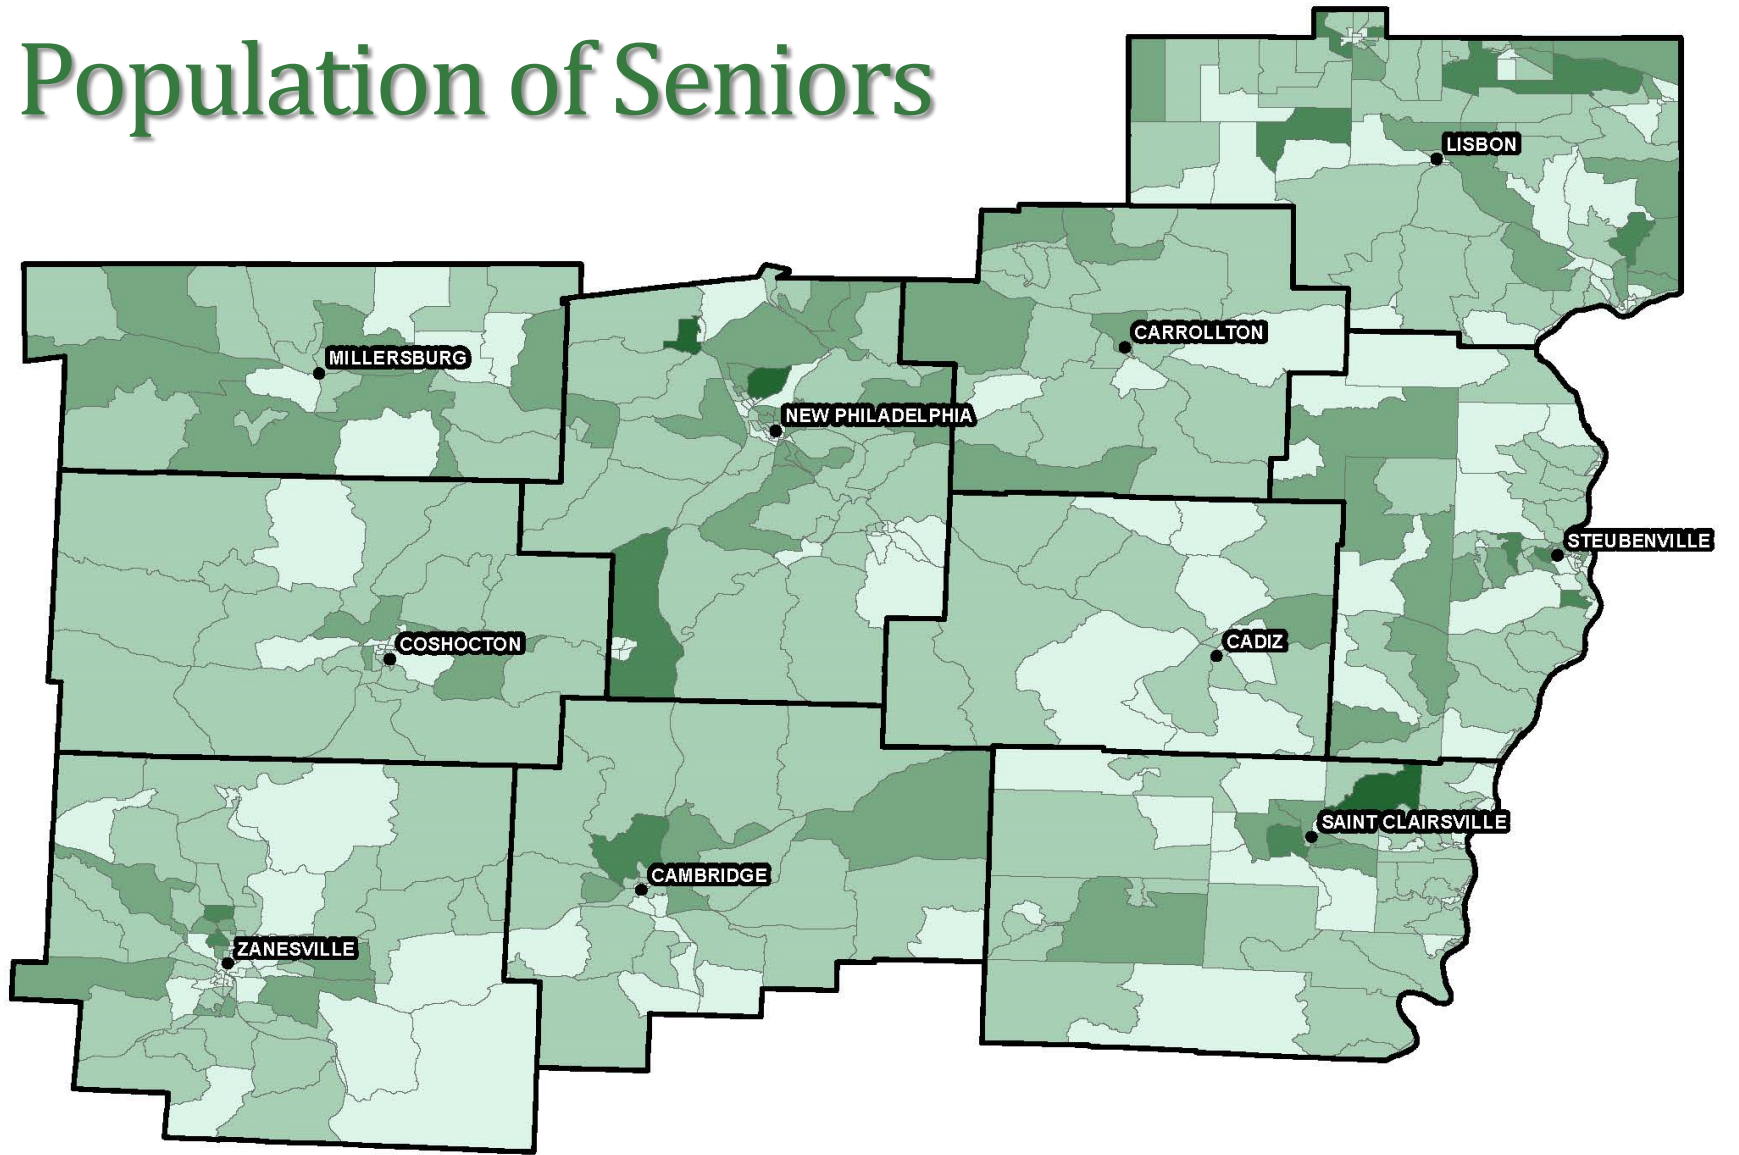 Population of Seniors
LISBON
CARROLLTON
MILLERSBURG
NEW PHILADELPHIA
STEUBENVILLE
COSHOCTON
CADIZ
SAINT CLAIRSVILLE
CAMBRIDGE
ZANESVILLE